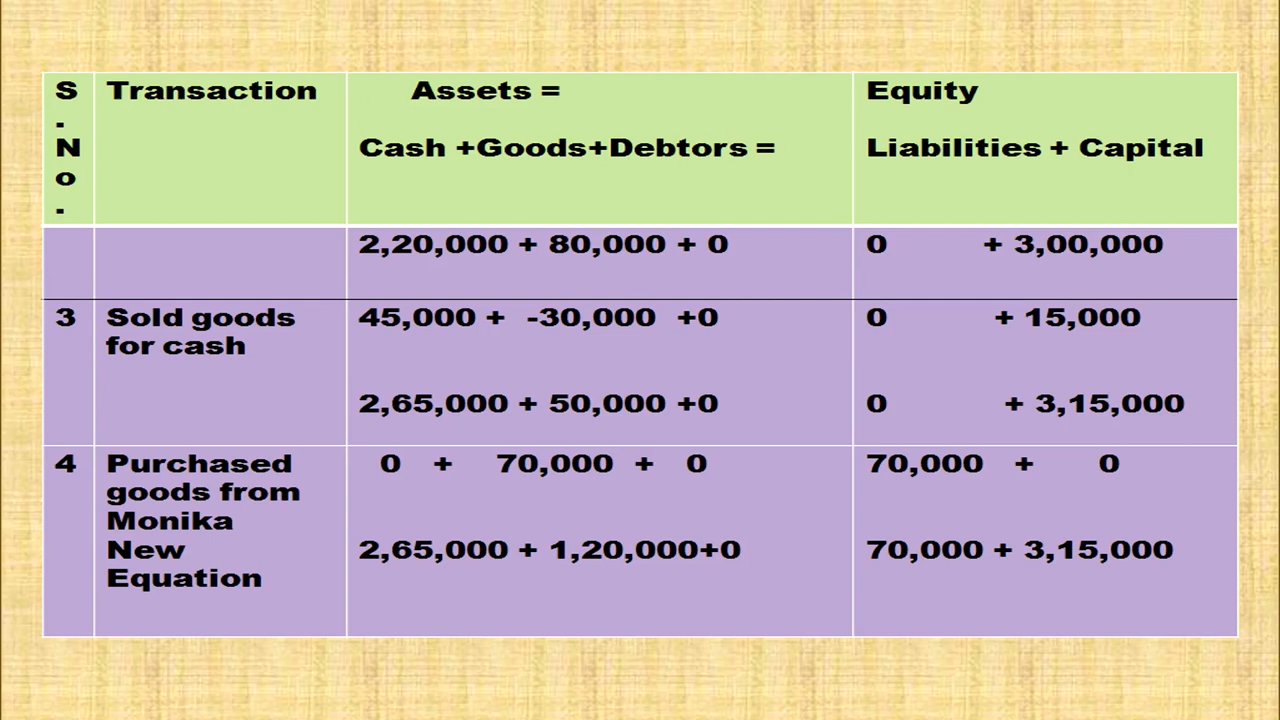 S. No. Transaction Assets = Equity
Cash +Goods+Debtors = Liabilities + Capital
2,20,000 + 80,000 + 0 0 + 3,00,000
3 Sold goods 45,000 + -30,000 +0 0 + 15,000
for cash
2,65,000 + 50,000 +0 0 + 3,15,000
4 Purchased 0 + 70,000 + 0 70,000 + 0
goods from
Monika
New 2,65,000 + 1,20,000+0 70,000 + 3,15,000
Equation